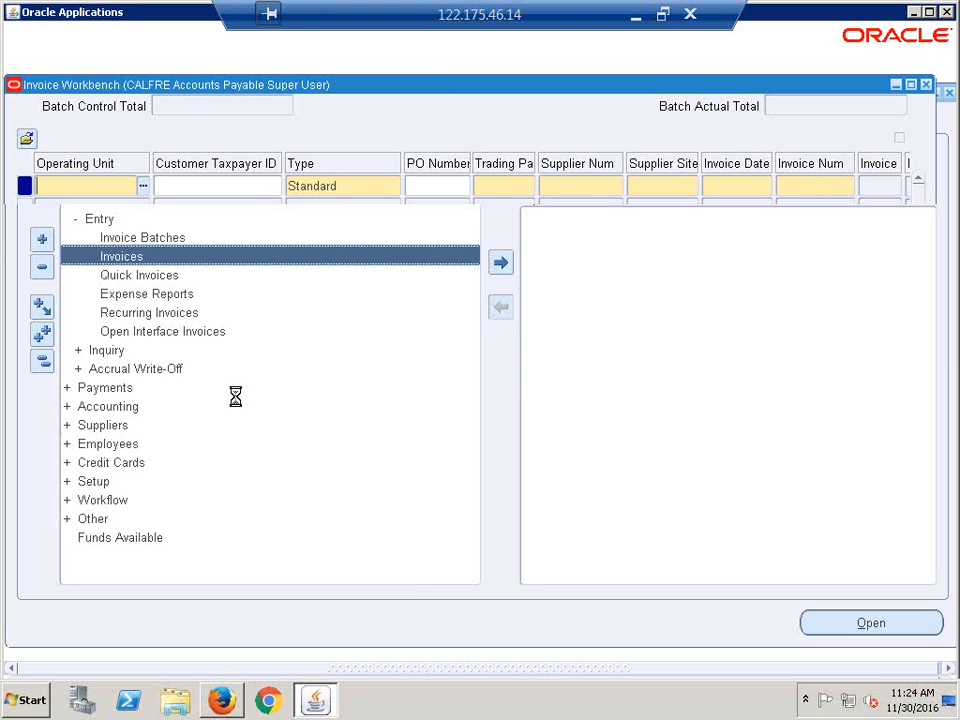 Oracle Applications
122.175.46.14
ORACLE
Invoice Workbench (CALFRE Accounts Payable Super User)
Batch Control Total
Batch Actual Total
Operating Unit Customer Taxpayer ID Type PO Number Trading Pa Supplier Num Supplier Site Invoice Date Invoice Num Invoice
Standard
- Entry
Invoice Batches
Invoices
Quick Invoices
Expense Reports
Recurring Invoices
Open Interface Invoices
+ Inquiry
+ Accrual Write-Off
+ Payments
+ Accounting
+ Suppliers
+ Employees
+ Credit Cards
+ Setup
+ Workflow
+ Other
Funds Available
Open
Start
11:24 AM
11/30/2016